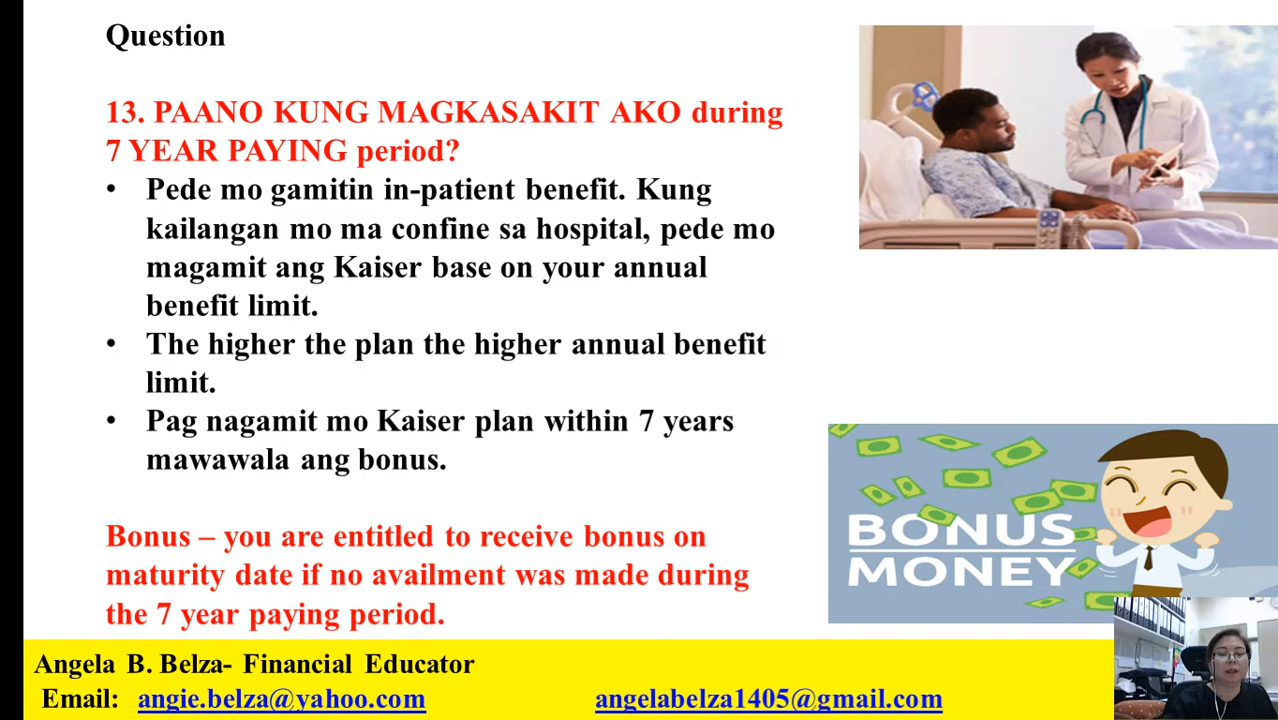 Question
13. PAANO KUNG MAGKASAKIT AKO during
7 YEAR PAYING period?
• Pede mo gamitin in-patient benefit. Kung
kailangan mo ma confine sa hospital, pede mo
magamit ang Kaiser base on your annual
benefit limit.
• The higher the plan the higher annual benefit
limit.
• Pag nagamit mo Kaiser plan within 7 years
mawawala ang bonus.
Bonus – you are entitled to receive bonus on
maturity date if no availment was made during
the 7 year paying period.
BONUS
MONEY
Angela B. Belza- Financial Educator
Email: angie.belza@yahoo.com angelabelza1405@gmail.com